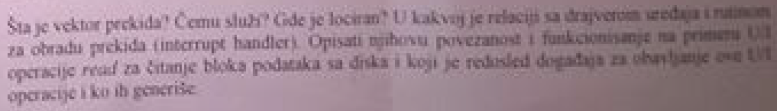 Šta je vektor prekida? Čemu služi? Gde je lociran? U kakvoj je relaciji sa drajverom uređaja i rutinom
za obradu prekida (interrupt handler). Opisati njihovu povezanost i funkcionisanje na primeru U/I
operacije read za čitanje bloka podataka sa diska i koji je redosled događaja za obavljanje ove U/I
operacije i ko ih generiše.